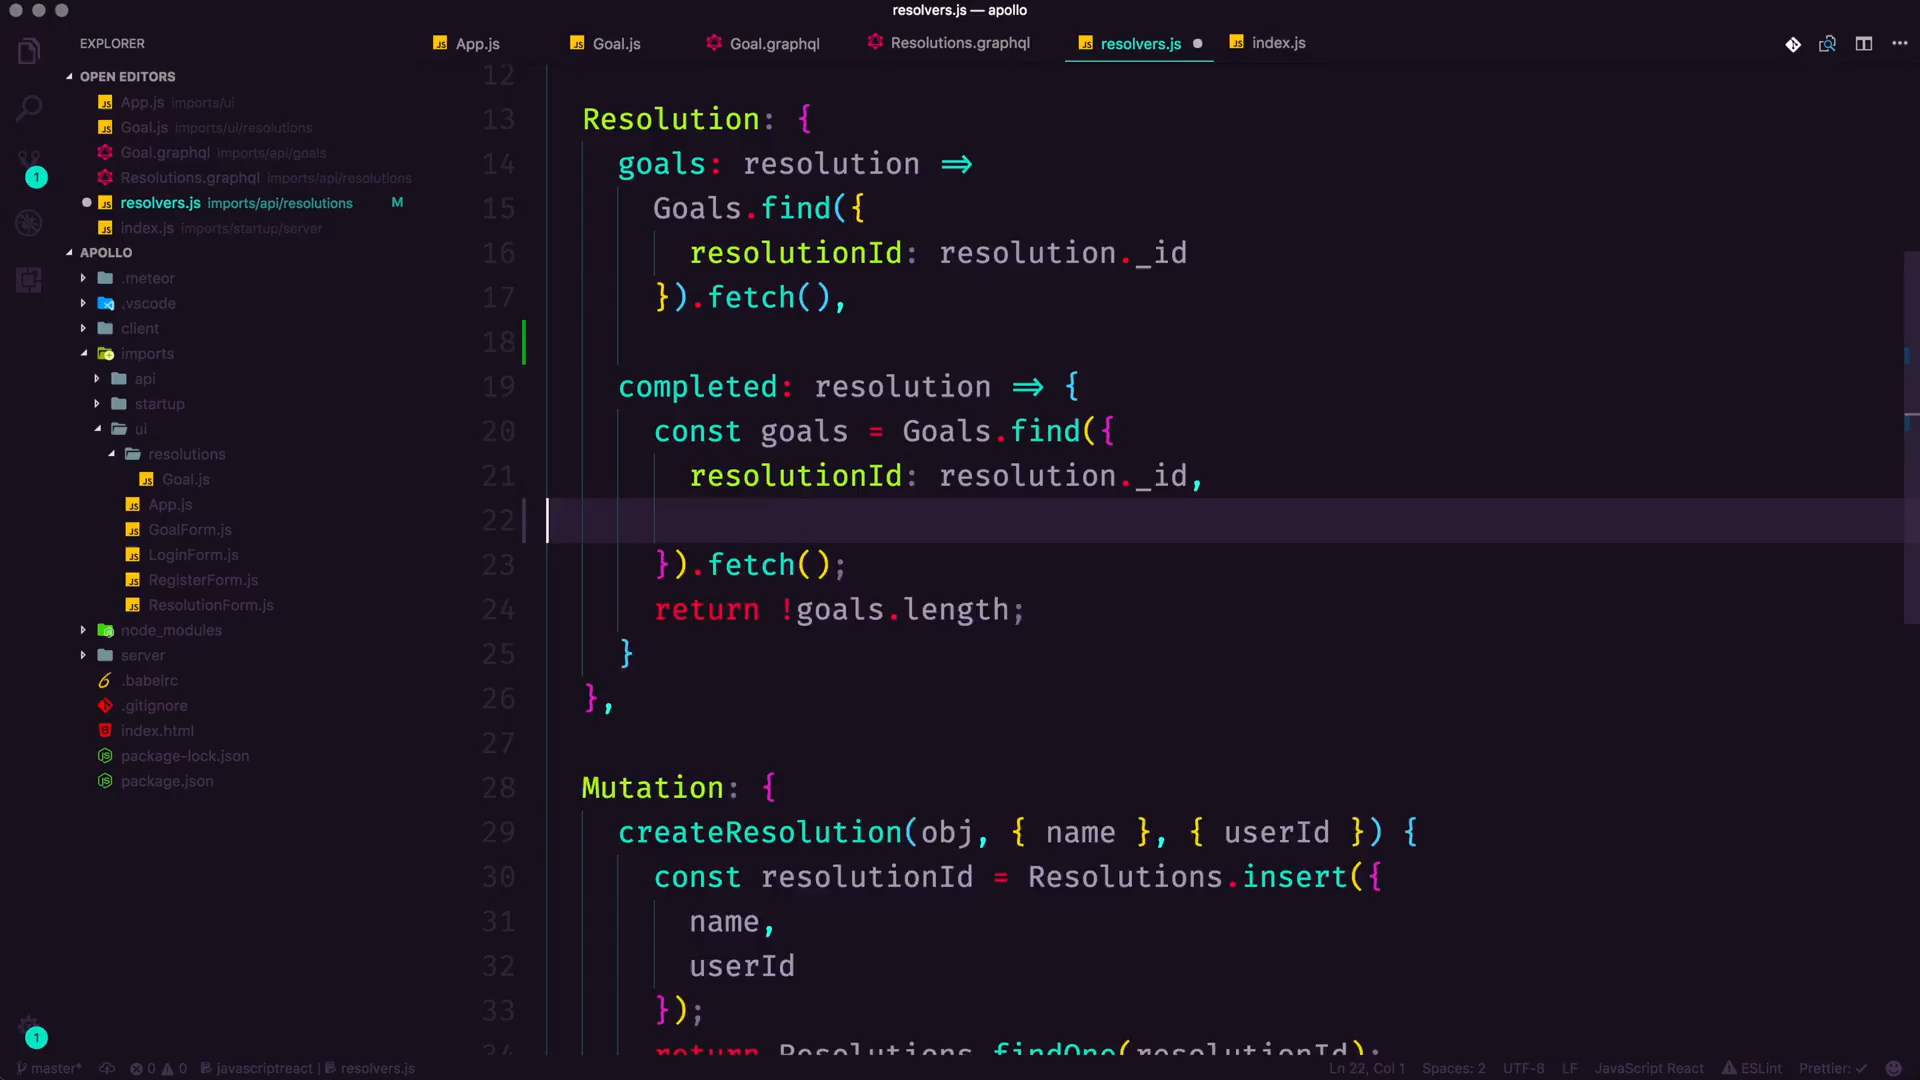 resolvers.js — apollo
EXPLORER
App.js
Goal.js
Goal.graphql
Resolutions.graphql
resolvers.js
index.js
OPEN EDITORS
App.js imports/ui
Goal.js imports/ui/resolutions
Goal.graphql imports/api/goals
Resolutions.graphql imports/api/resolutions
resolvers.js imports/api/resolutions M
index.js imports/startup/server
APOLLO
.meteor
.vscode
client
imports
api
startup
ui
resolutions
Goal.js
App.js
GoalForm.js
LoginForm.js
RegisterForm.js
ResolutionForm.js
node_modules
server
.babelrc
.gitignore
index.html
package-lock.json
package.json
1
1
12
13 Resolution: {
14 goals: resolution =>
15 Goals.find({
16 resolutionId: resolution._id
17 }).fetch(),
18
19 completed: resolution => {
20 const goals = Goals.find({
21 resolutionId: resolution._id,
22
23 }).fetch();
24 return !goals.length;
25 }
26 },
27
28 Mutation: {
29 createResolution(obj, { name }, { userId }) {
30 const resolutionId = Resolutions.insert({
31 name,
32 userId
33 });
34 return Resolutions.findOne(resolutionId);
master* 0 0 javascriptreact | resolvers.js Ln 22, Col 1 Spaces: 2 UTF-8 LF JavaScript React ESLint Prettier: ✓